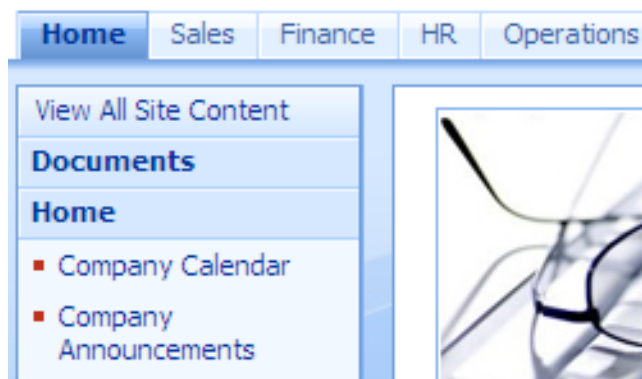 Home Sales Finance HR Operations
View All Site Content
Documents
Home
Company Calendar
Company
Announcements